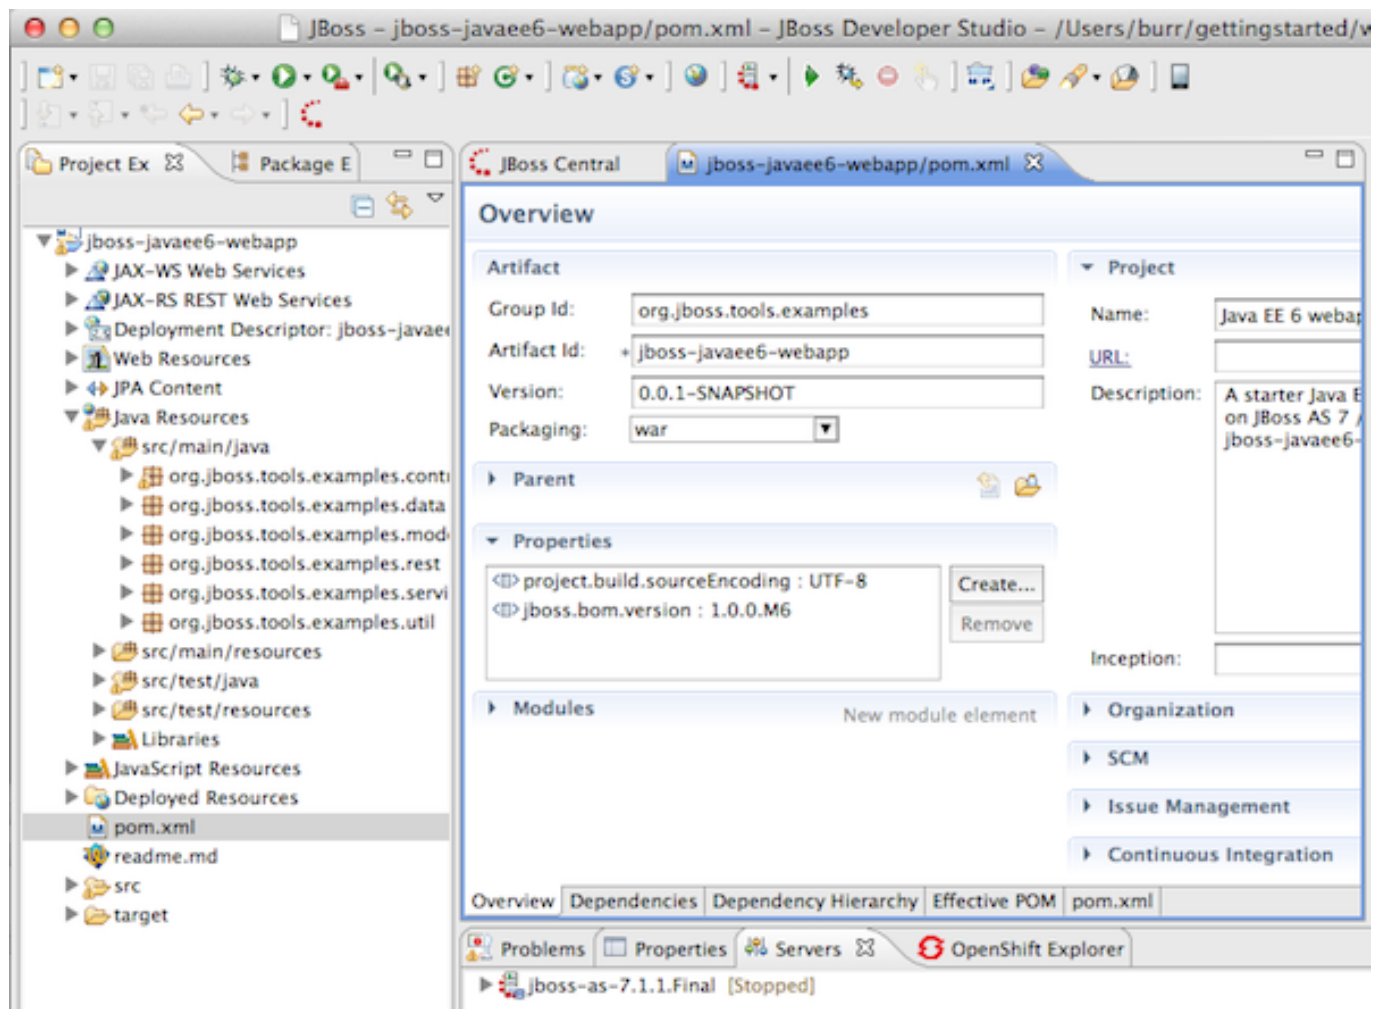 JBoss – jboss-javaee6-webapp/pom.xml – JBoss Developer Studio – /Users/burr/gettingstarted/
Project Ex
Package E
JBoss Central
jboss-javaee6-webapp/pom.xml
jboss-javaee6-webapp
JAX-WS Web Services
JAX-RS REST Web Services
Deployment Descriptor: jboss-javaee
Web Resources
JPA Content
Java Resources
src/main/java
org.jboss.tools.examples.contr
org.jboss.tools.examples.data
org.jboss.tools.examples.mod
org.jboss.tools.examples.rest
org.jboss.tools.examples.servi
org.jboss.tools.examples.util
src/main/resources
src/test/java
src/test/resources
Libraries
JavaScript Resources
Deployed Resources
pom.xml
readme.md
src
target
Overview
Artifact
Group Id: org.jboss.tools.examples
Artifact Id: * jboss-javaee6-webapp
Version: 0.0.1-SNAPSHOT
Packaging: war
Parent
Properties
project.build.sourceEncoding : UTF-8
jboss.bom.version : 1.0.0.M6
Create...
Remove
Modules
New module element
Project
Name: Java EE 6 webap
URL:
Description: A starter Java E
on JBoss AS 7 /
jboss-javaee6-
Inception:
Organization
SCM
Issue Management
Continuous Integration
Overview Dependencies Dependency Hierarchy Effective POM pom.xml
Problems Properties Servers OpenShift Explorer
jboss-as-7.1.1.Final [Stopped]